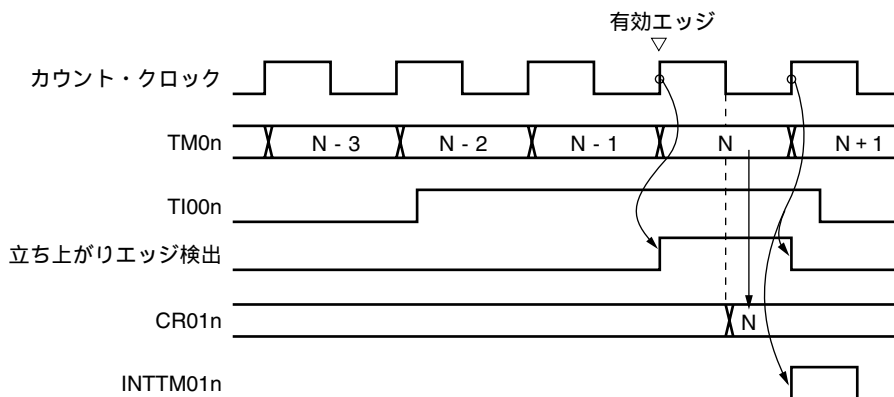 有効エッジ
カウント・クロック
TM0n N - 3 N - 2 N - 1 N N + 1
TI00n
立ち上がりエッジ検出
CR01n N
INTTM01n